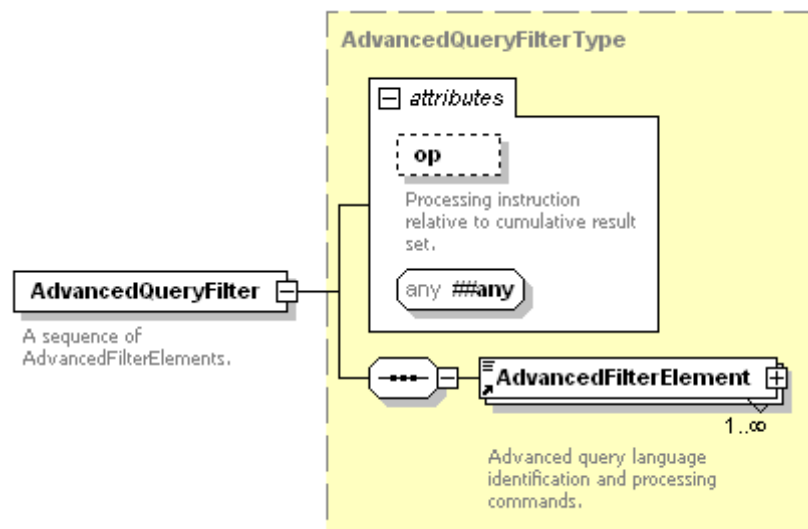 AdvancedQueryFilterType
attributes
op
Processing instruction
relative to cumulative result
set.
any ##any
AdvancedQueryFilter
A sequence of
AdvancedFilterElements.
AdvancedFilterElement
1..∞
Advanced query language
identification and processing
commands.